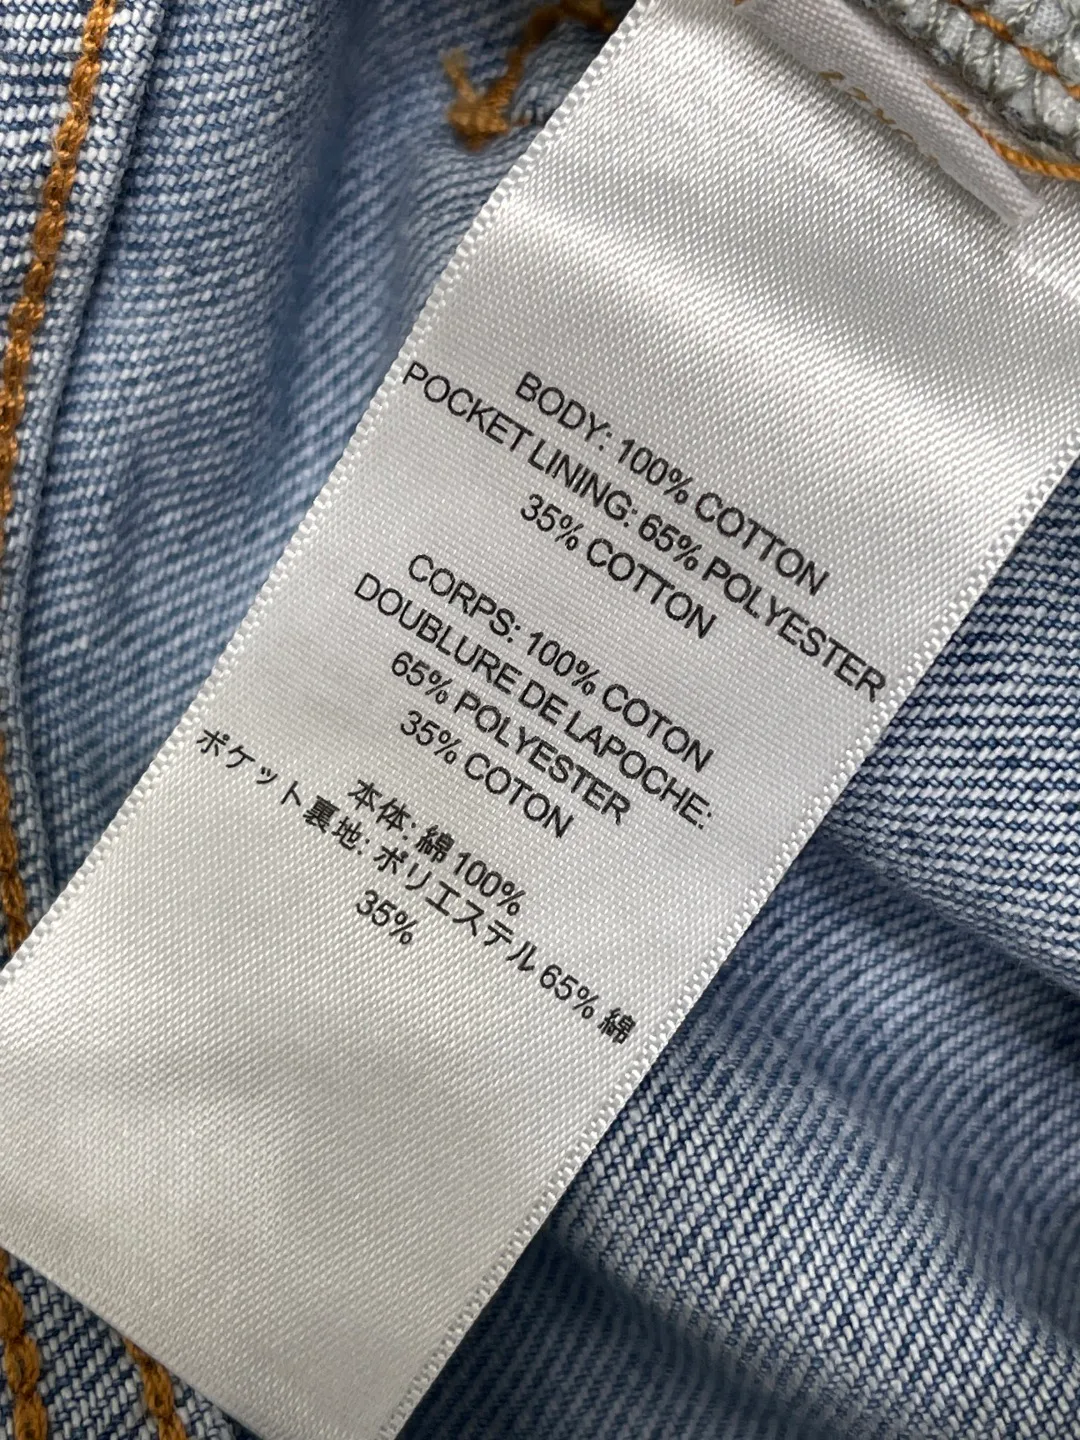 BODY: 100% COTTON
POCKET LINING: 65% POLYESTER
35% COTTON
CORPS: 100% COTON
DOUBLURE DE LAPOCHE:
65% POLYESTER
35% COTON
本体: 綿 100%
ポケット裏地: ポリエステル 65% 綿
35%